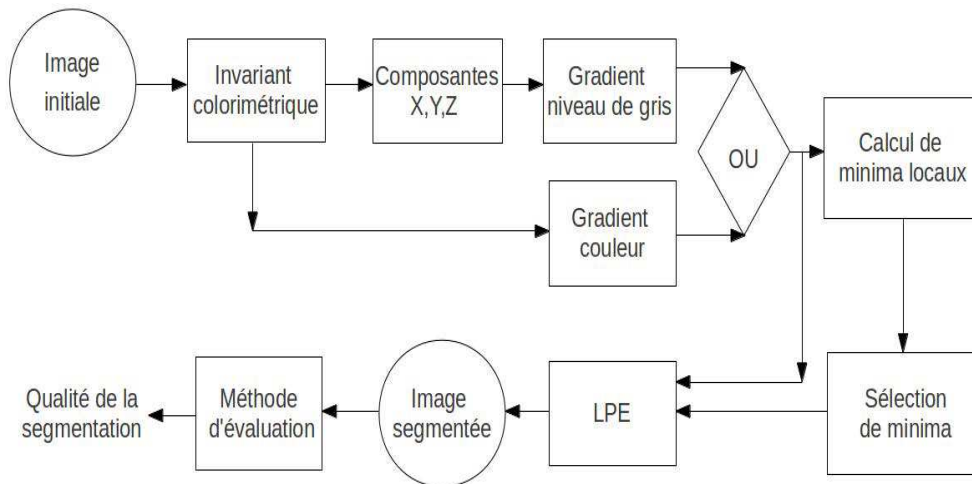 Image
initiale
Invariant
colorimétrique
Composantes
X,Y,Z
Gradient
niveau de gris
OU
Calcul de
minima locaux
Gradient
couleur
Qualité de la
segmentation
Méthode
d'évaluation
Image
segmentée
LPE
Sélection
de minima